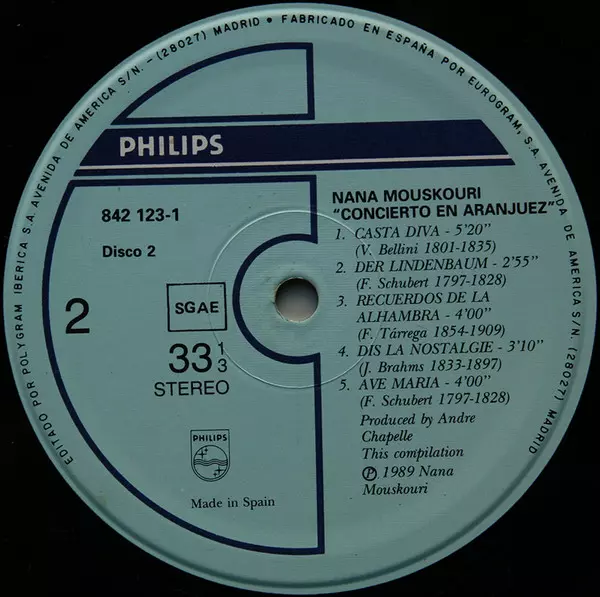 EDITADO POR POLYGRAM IBERICA S.A. AVENIDA DE AMERICA S/N. - (28027) MADRID • FABRICADO EN ESPAÑA POR EUROGRAM, S.A. AVENIDA DE AMERICA S/N. (28027) MADRID
PHILIPS
842 123-1
Disco 2
2
SGAE
33 1/3
STEREO
PHILIPS
Made in Spain
NANA MOUSKOURI
"CONCIERTO EN ARANJUEZ"
1. CASTA DIVA - 5'20"
(V. Bellini 1801-1835)
2. DER LINDENBAUM - 2'55"
(F. Schubert 1797-1828)
3. RECUERDOS DE LA
ALHAMBRA - 4'00"
(F. Tárrega 1854-1909)
4. DIS LA NOSTALGIE - 3'10"
(J. Brahms 1833-1897)
5. AVE MARIA - 4'00"
(F. Schubert 1797-1828)
Produced by Andre
Chapelle
This compilation
Ⓟ 1989 Nana
Mouskouri